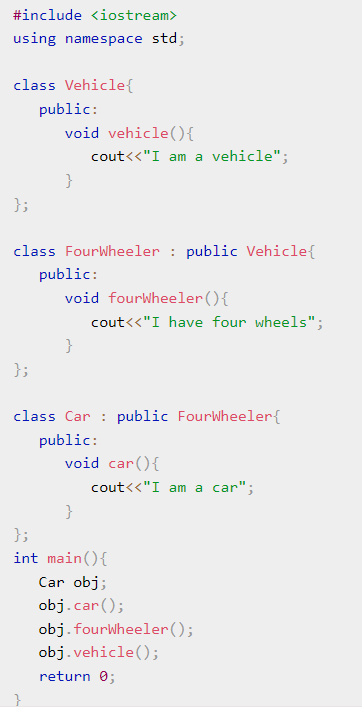 #include <iostream>
using namespace std;
class Vehicle{
public:
void vehicle(){
cout<<"I am a vehicle";
}
};
class FourWheeler : public Vehicle{
public:
void fourWheeler(){
cout<<"I have four wheels";
}
};
class Car : public FourWheeler{
public:
void car(){
cout<<"I am a car";
}
};
int main(){
Car obj;
obj.car();
obj.fourWheeler();
obj.vehicle();
return 0;
}